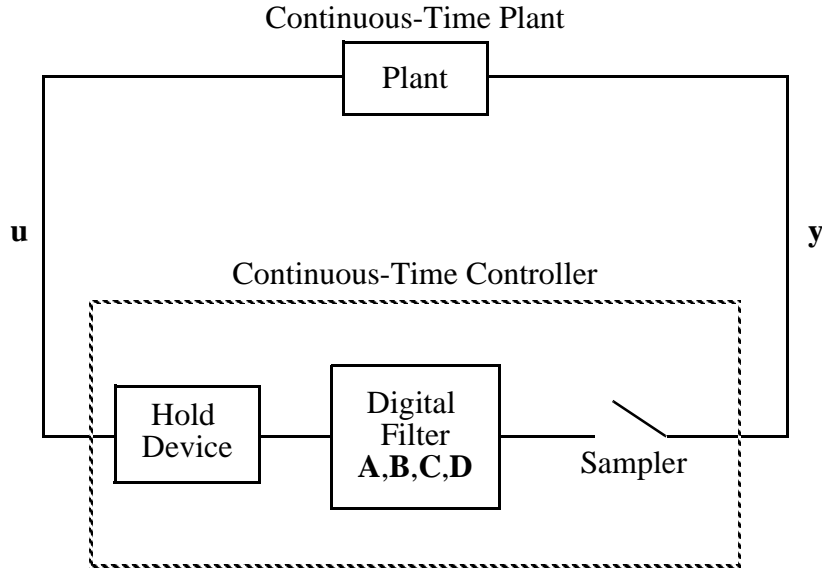 Continuous-Time Plant
Plant
u
y
Continuous-Time Controller
Hold
Device
Digital
Filter
A,B,C,D
Sampler